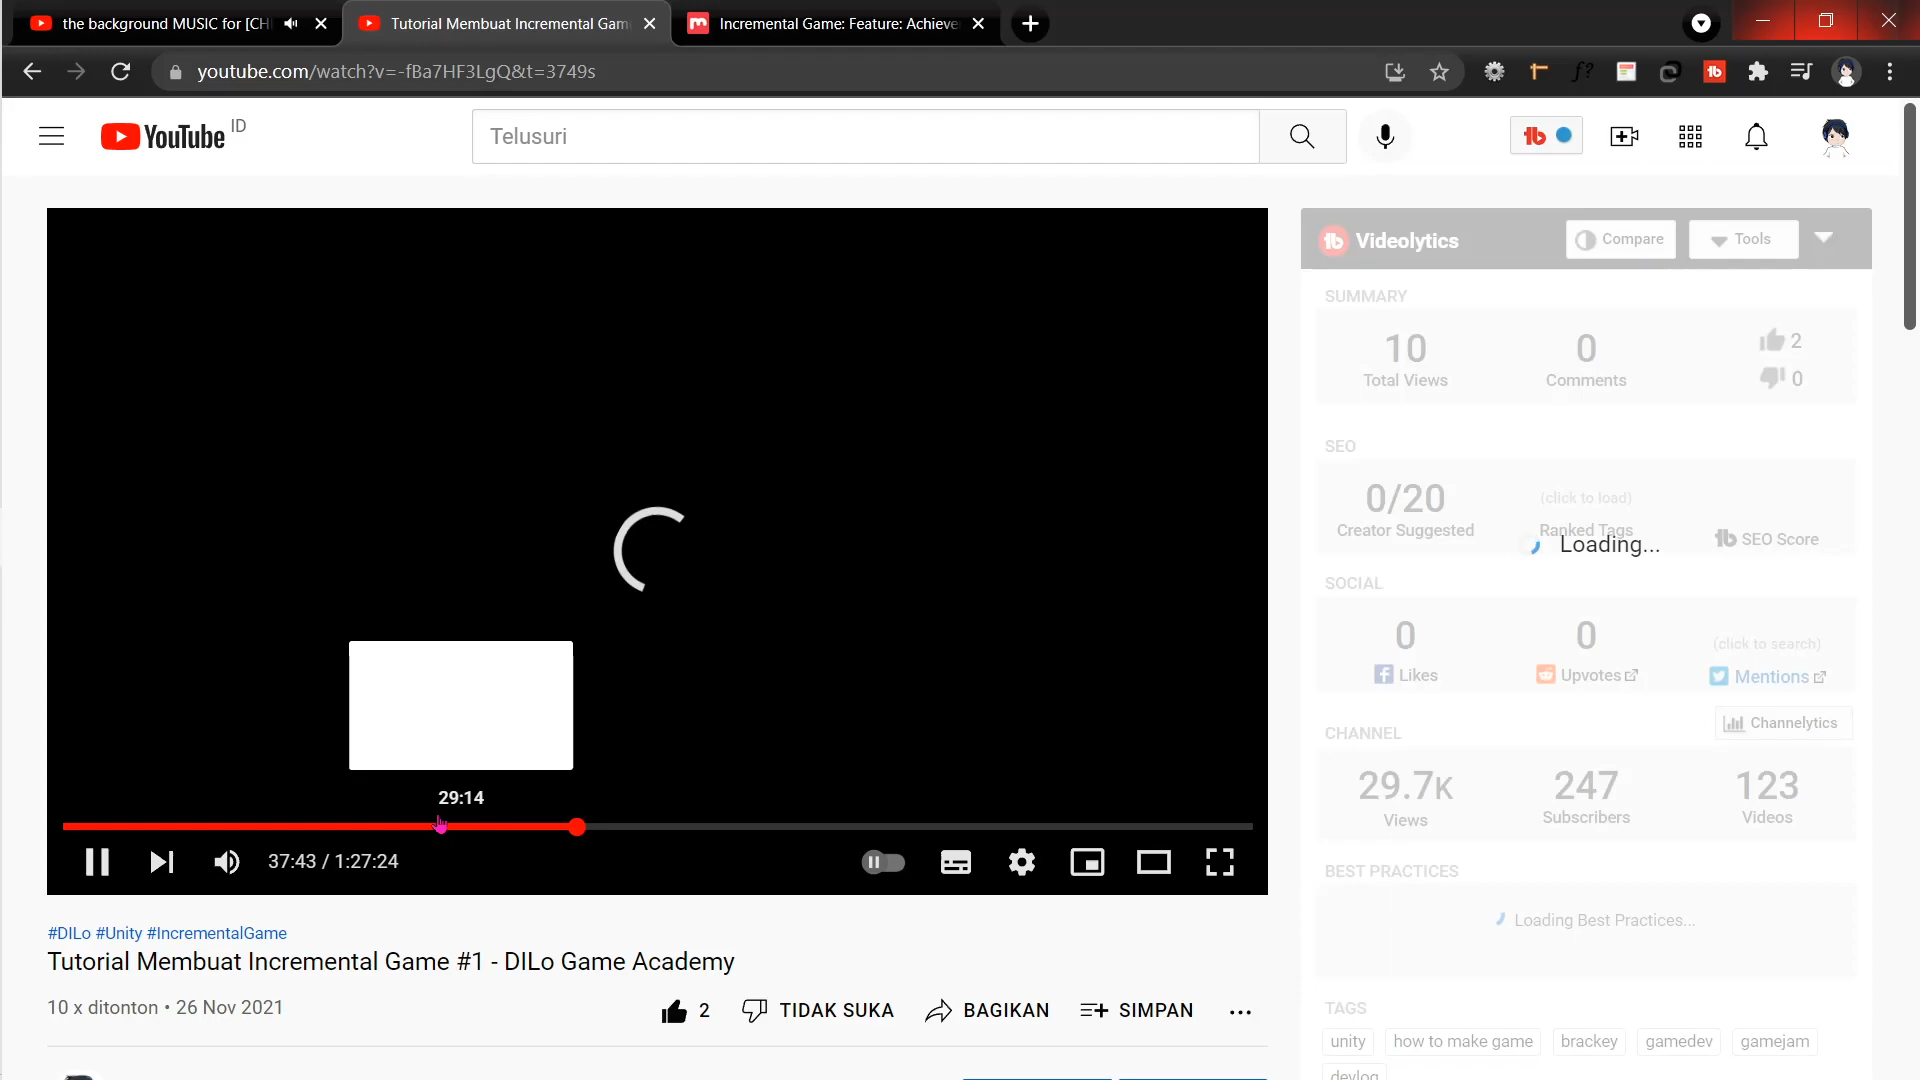 the background MUSIC for [CH
Tutorial Membuat Incremental Gam
Incremental Game: Feature: Achieve
youtube.com/watch?v=-fBa7HF3LgQ&t=3749s
YouTube ID
Telusuri
Videolytics
Compare
Tools
SUMMARY
10
Total Views
0
Comments
2
0
SEO
0/20
Creator Suggested
(click to load)
Ranked Tags
Loading...
SEO Score
SOCIAL
0
Likes
0
Upvotes
(click to search)
Mentions
Channelytics
CHANNEL
29.7K
Views
247
Subscribers
123
Videos
BEST PRACTICES
Loading Best Practices...
TAGS
unity
how to make game
brackey
gamedev
gamejam
devlog
29:14
37:43 / 1:27:24
#DILo #Unity #IncrementalGame
Tutorial Membuat Incremental Game #1 - DILo Game Academy
10 x ditonton • 26 Nov 2021
2
TIDAK SUKA
BAGIKAN
SIMPAN